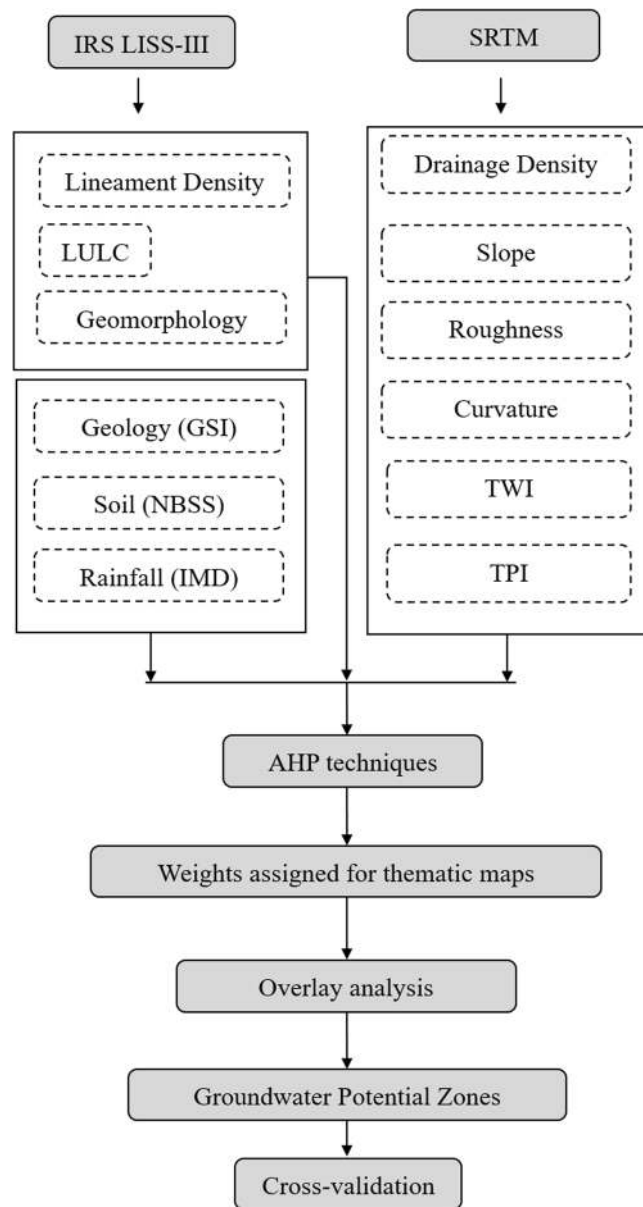 IRS LISS-III
SRTM
Lineament Density
LULC
Geomorphology
Geology (GSI)
Soil (NBSS)
Rainfall (IMD)
Drainage Density
Slope
Roughness
Curvature
TWI
TPI
AHP techniques
Weights assigned for thematic maps
Overlay analysis
Groundwater Potential Zones
Cross-validation